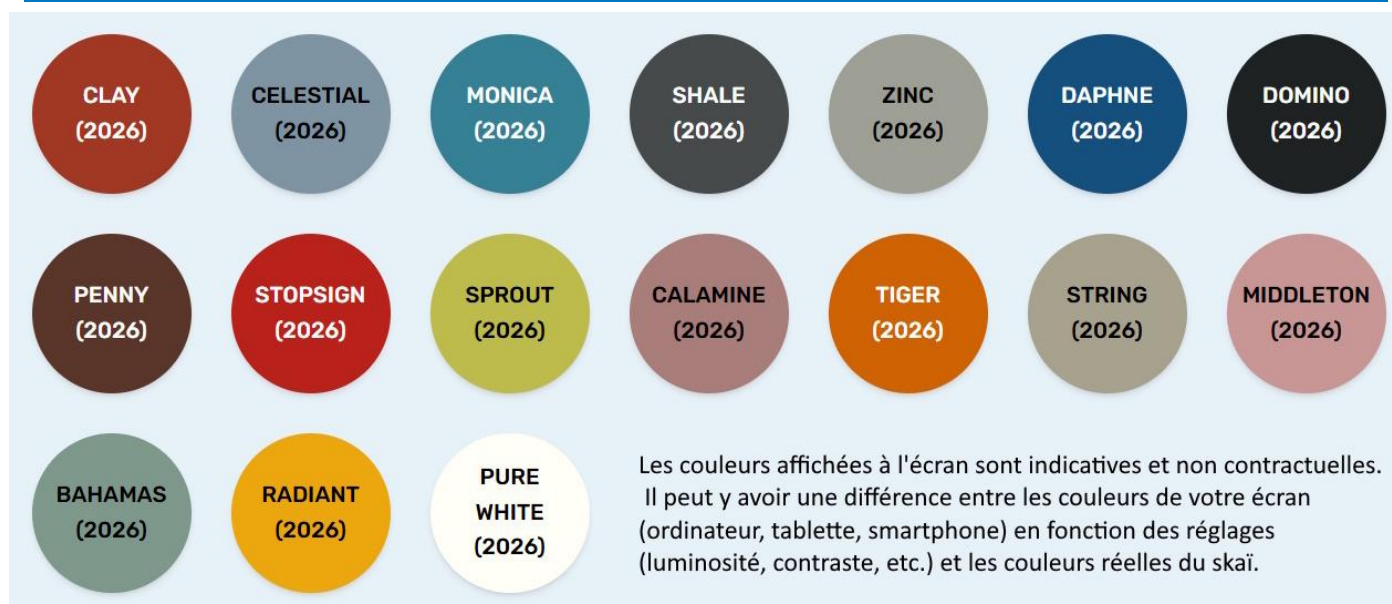 CLAY
(2026)
CELESTIAL
(2026)
MONICA
(2026)
SHALE
(2026)
ZINC
(2026)
DAPHNE
(2026)
DOMINO
(2026)
PENNY
(2026)
STOPSIGN
(2026)
SPROUT
(2026)
CALAMINE
(2026)
TIGER
(2026)
STRING
(2026)
MIDDLETON
(2026)
BAHAMAS
(2026)
RADIANT
(2026)
PURE
WHITE
(2026)
Les couleurs affichées à l'écran sont indicatives et non contractuelles.
Il peut y avoir une différence entre les couleurs de votre écran
(ordinateur, tablette, smartphone) en fonction des réglages
(luminosité, contraste, etc.) et les couleurs réelles du skaï.